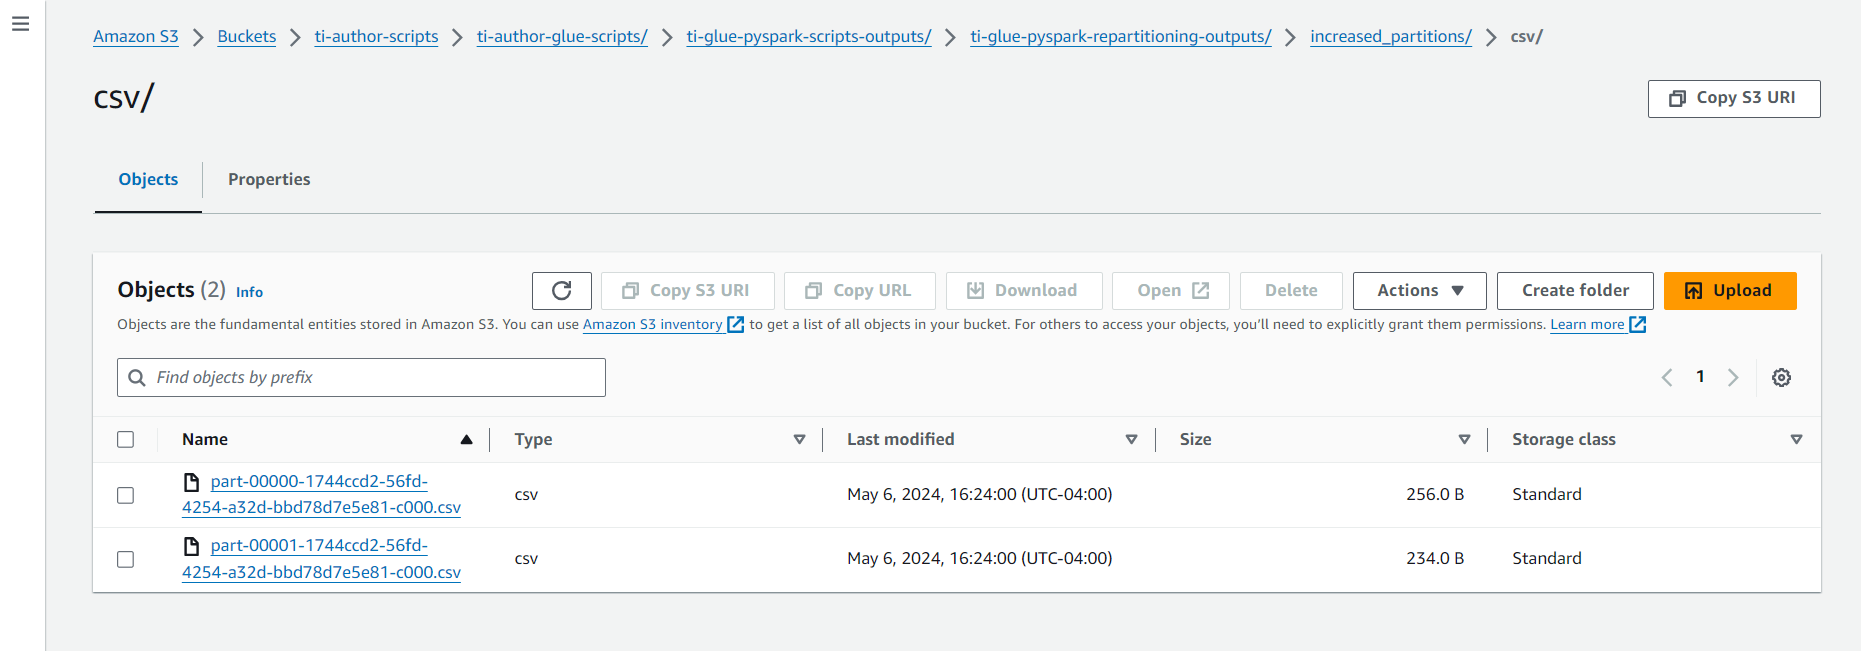 Amazon S3 > Buckets > ti-author-scripts > ti-author-glue-scripts/ > ti-glue-pyspark-scripts-outputs/ > ti-glue-pyspark-repartitioning-outputs/ > increased_partitions/ > csv/
csv/
Copy S3 URI
Objects Properties
Objects (2) Info Copy S3 URI Copy URL Download Open Delete Actions Create folder Upload
Objects are the fundamental entities stored in Amazon S3. You can use Amazon S3 inventory to get a list of all objects in your bucket. For others to access your objects, you’ll need to explicitly grant them permissions. Learn more
Find objects by prefix 1
Name Type Last modified Size Storage class
part-00000-1744ccd2-56fd-
4254-a32d-bbd78d7e5e81-c000.csv csv May 6, 2024, 16:24:00 (UTC-04:00) 256.0 B Standard
part-00001-1744ccd2-56fd-
4254-a32d-bbd78d7e5e81-c000.csv csv May 6, 2024, 16:24:00 (UTC-04:00) 234.0 B Standard